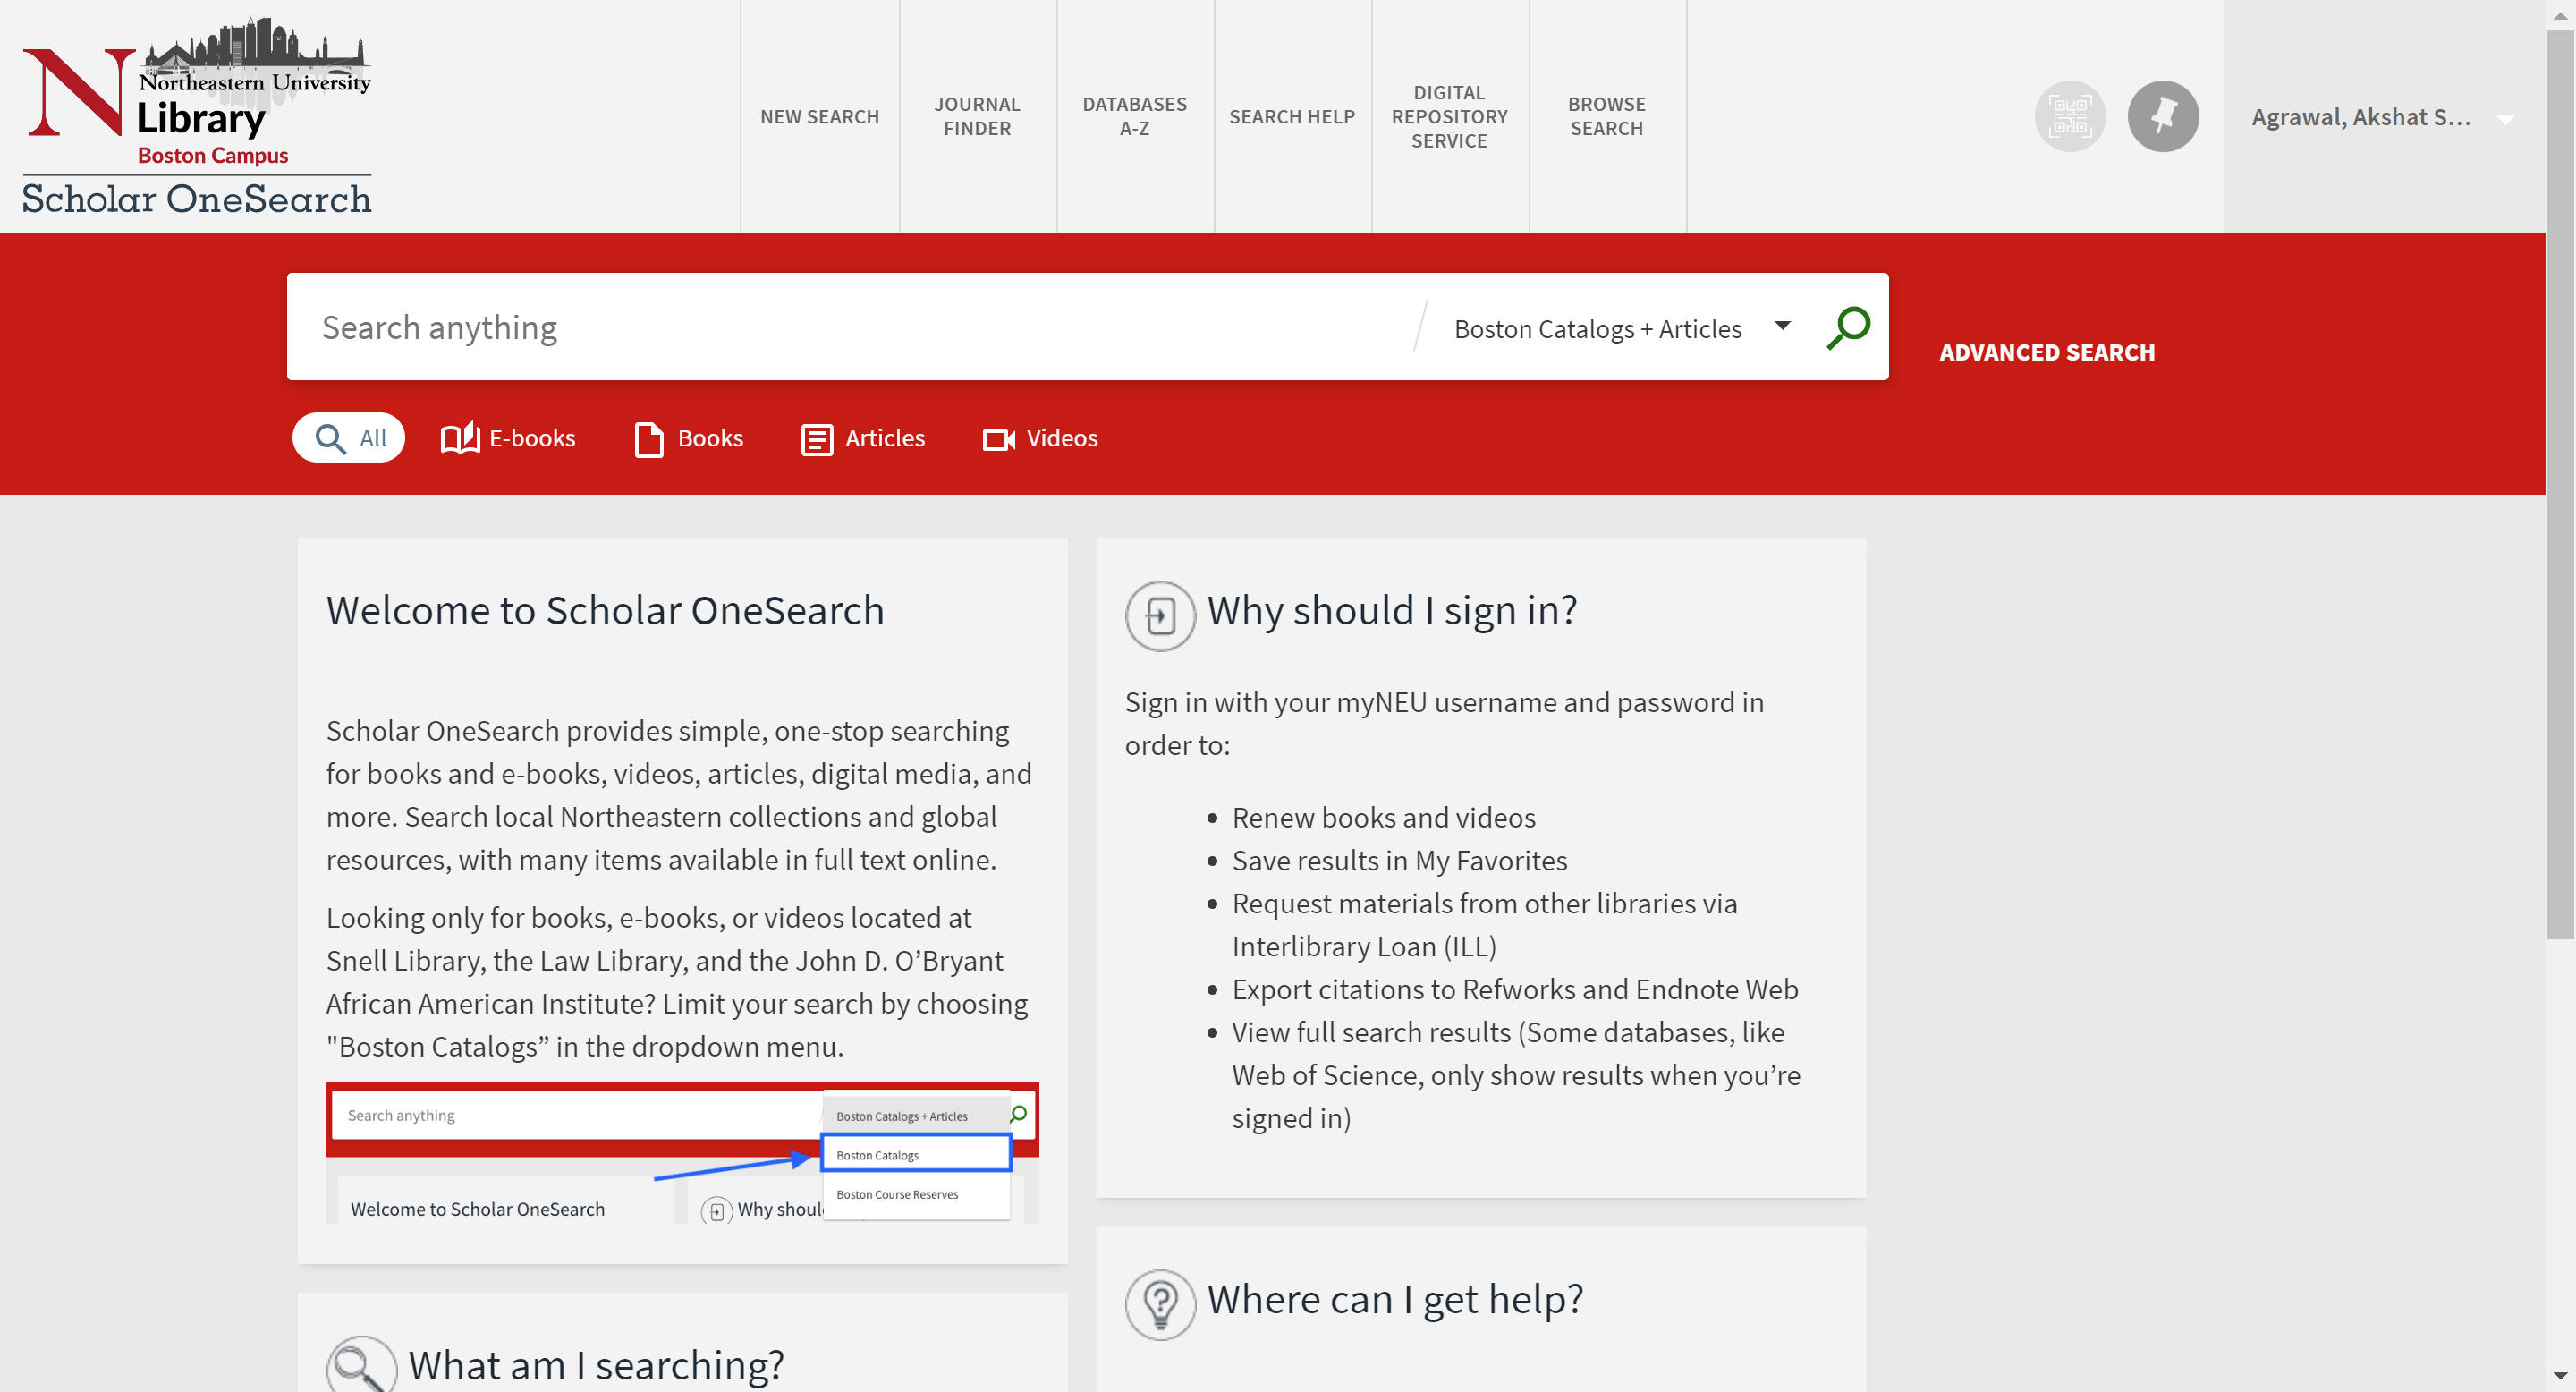 Northeastern University
Library
Boston Campus
Scholar OneSearch
NEW SEARCH
JOURNAL
FINDER
DATABASES
A-Z
SEARCH HELP
DIGITAL
REPOSITORY
SERVICE
BROWSE
SEARCH
Agrawal, Akshat S...
Search anything
Boston Catalogs + Articles
ADVANCED SEARCH
All
E-books
Books
Articles
Videos
Welcome to Scholar OneSearch
Scholar OneSearch provides simple, one-stop searching
for books and e-books, videos, articles, digital media, and
more. Search local Northeastern collections and global
resources, with many items available in full text online.
Looking only for books, e-books, or videos located at
Snell Library, the Law Library, and the John D. O’Bryant
African American Institute? Limit your search by choosing
"Boston Catalogs” in the dropdown menu.
Search anything
Boston Catalogs + Articles
Boston Catalogs
Boston Course Reserves
Welcome to Scholar OneSearch
Why shoul
What am I searching?
Why should I sign in?
Sign in with your myNEU username and password in
order to:
• Renew books and videos
• Save results in My Favorites
• Request materials from other libraries via
Interlibrary Loan (ILL)
• Export citations to Refworks and Endnote Web
• View full search results (Some databases, like
Web of Science, only show results when you’re
signed in)
Where can I get help?